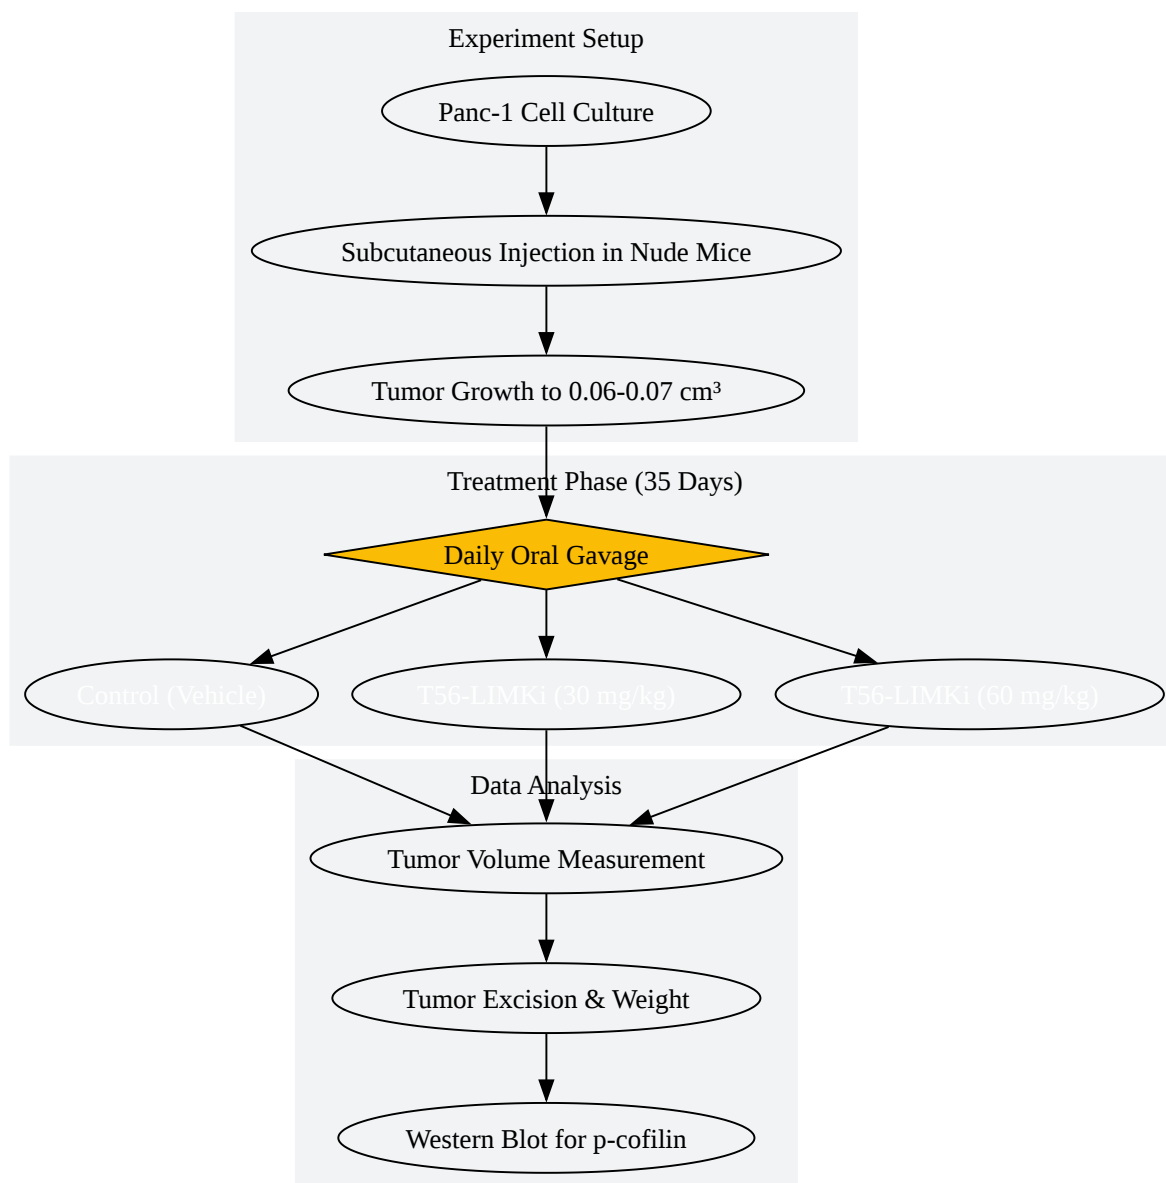 Experiment Setup
Panc-1 Cell Culture
Subcutaneous Injection in Nude Mice
Tumor Growth to 0.06-0.07 cm³
Treatment Phase (35 Days)
Daily Oral Gavage
Control (Vehicle)
T56-LIMKi (30 mg/kg)
T56-LIMKi (60 mg/kg)
Data Analysis
Tumor Volume Measurement
Tumor Excision & Weight
Western Blot for p-cofilin